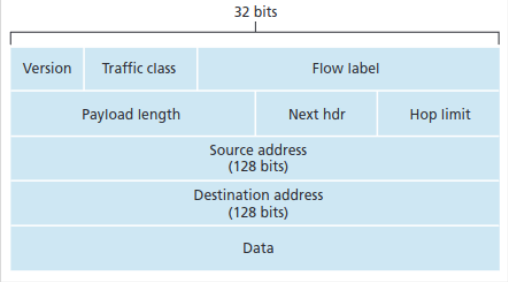 32 bits
Version Traffic class Flow label
Payload length Next hdr Hop limit
Source address
(128 bits)
Destination address
(128 bits)
Data